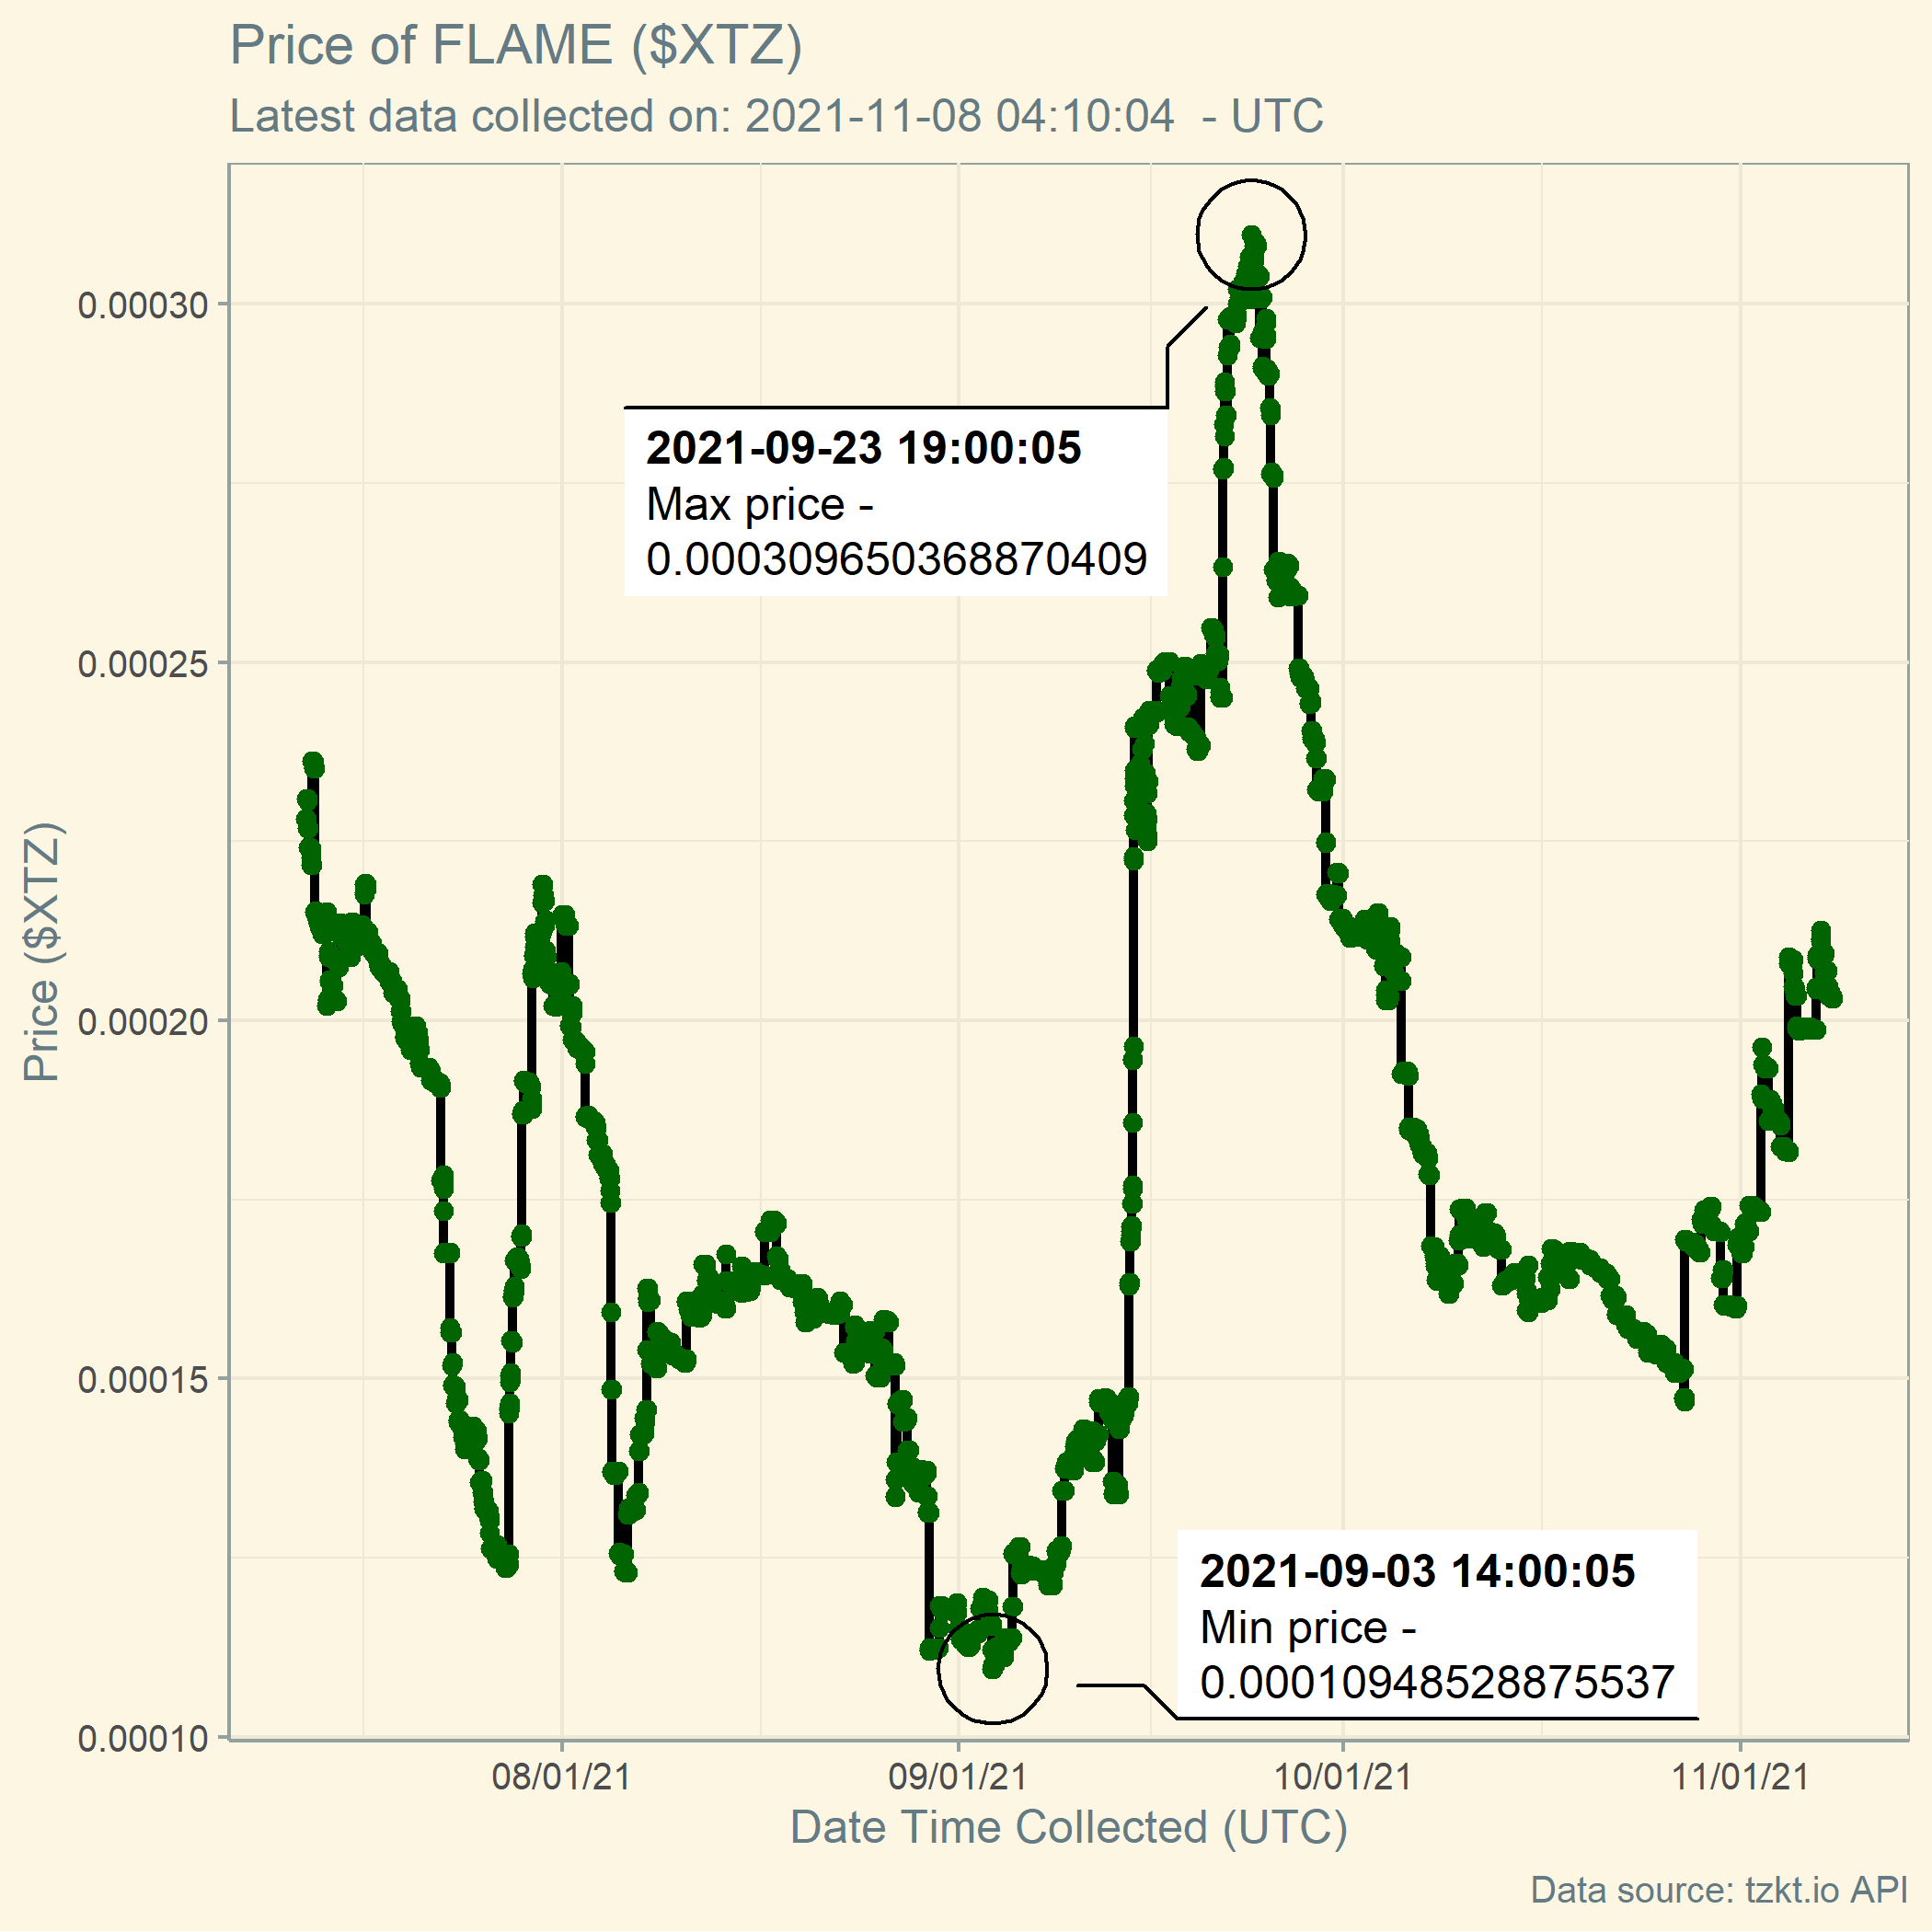 Price of FLAME ($XTZ)
Latest data collected on: 2021-11-08 04:10:04  - UTC
0.00030
0.00025
0.00020
0.00015
0.00010
Price ($XTZ)
2021-09-23 19:00:05
Max price -
0.000309650368870409
2021-09-03 14:00:05
Min price -
0.00010948528875537
08/01/21
09/01/21
10/01/21
11/01/21
Date Time Collected (UTC)
Data source: tzkt.io API